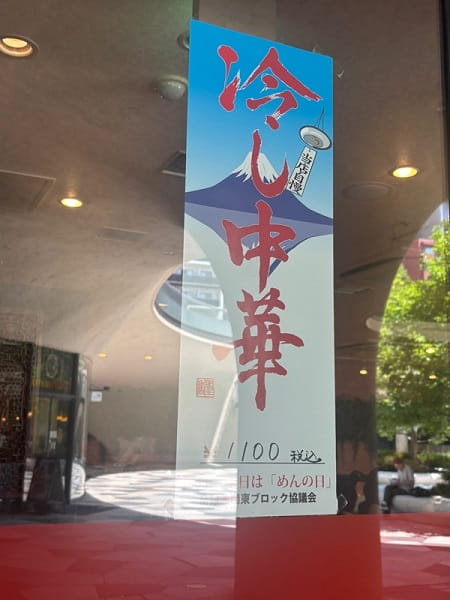 冷し中華
当店自慢
¥1100 税込
日は「めんの日」
東ブロック協議会